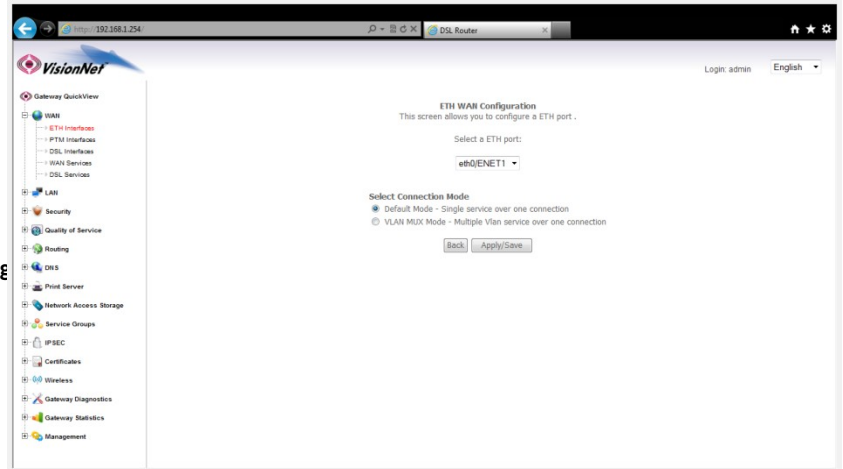 http://192.168.1.254/
DSL Router
VisionNet
Login: admin
English
Gateway QuickView
WAN
ETH Interfaces
PTM Interfaces
DSL Interfaces
WAN Services
DSL Services
LAN
Security
Quality of Service
Routing
DNS
Print Server
Network Access Storage
Service Groups
IPSEC
Certificates
Wireless
Gateway Diagnostics
Gateway Statistics
Management
ETH WAN Configuration
This screen allows you to configure a ETH port .
Select a ETH port:
eth0/ENET1
Select Connection Mode
Default Mode - Single service over one connection
VLAN MUX Mode - Multiple Vlan service over one connection
Back Apply/Save
g